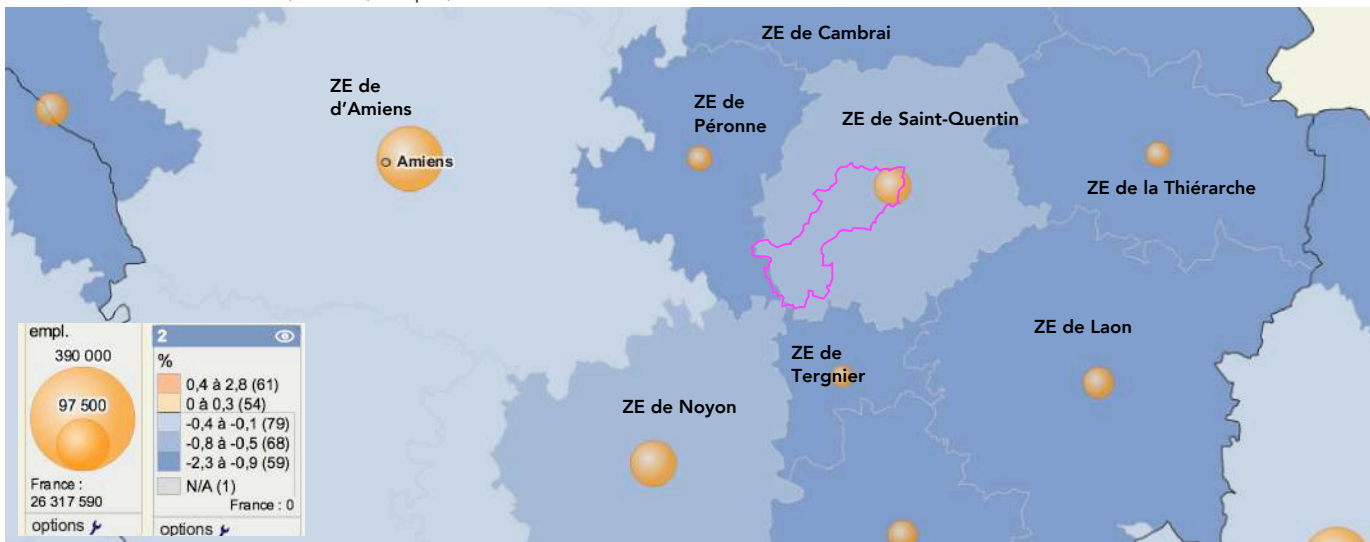 ZE de Cambrai
ZE de
d'Amiens
Amiens
ZE de
Péronne
ZE de Saint-Quentin
ZE de la Thiérarche
ZE de Laon
ZE de
Tergnier
ZE de Noyon
empl.
390 000
97 500
France :
26 317 590
options
2
%
0,4 à 2,8 (61)
0 à 0,3 (54)
-0,4 à -0,1 (79)
-0,8 à -0,5 (68)
-2,3 à -0,9 (59)
N/A (1)
France : 0
options